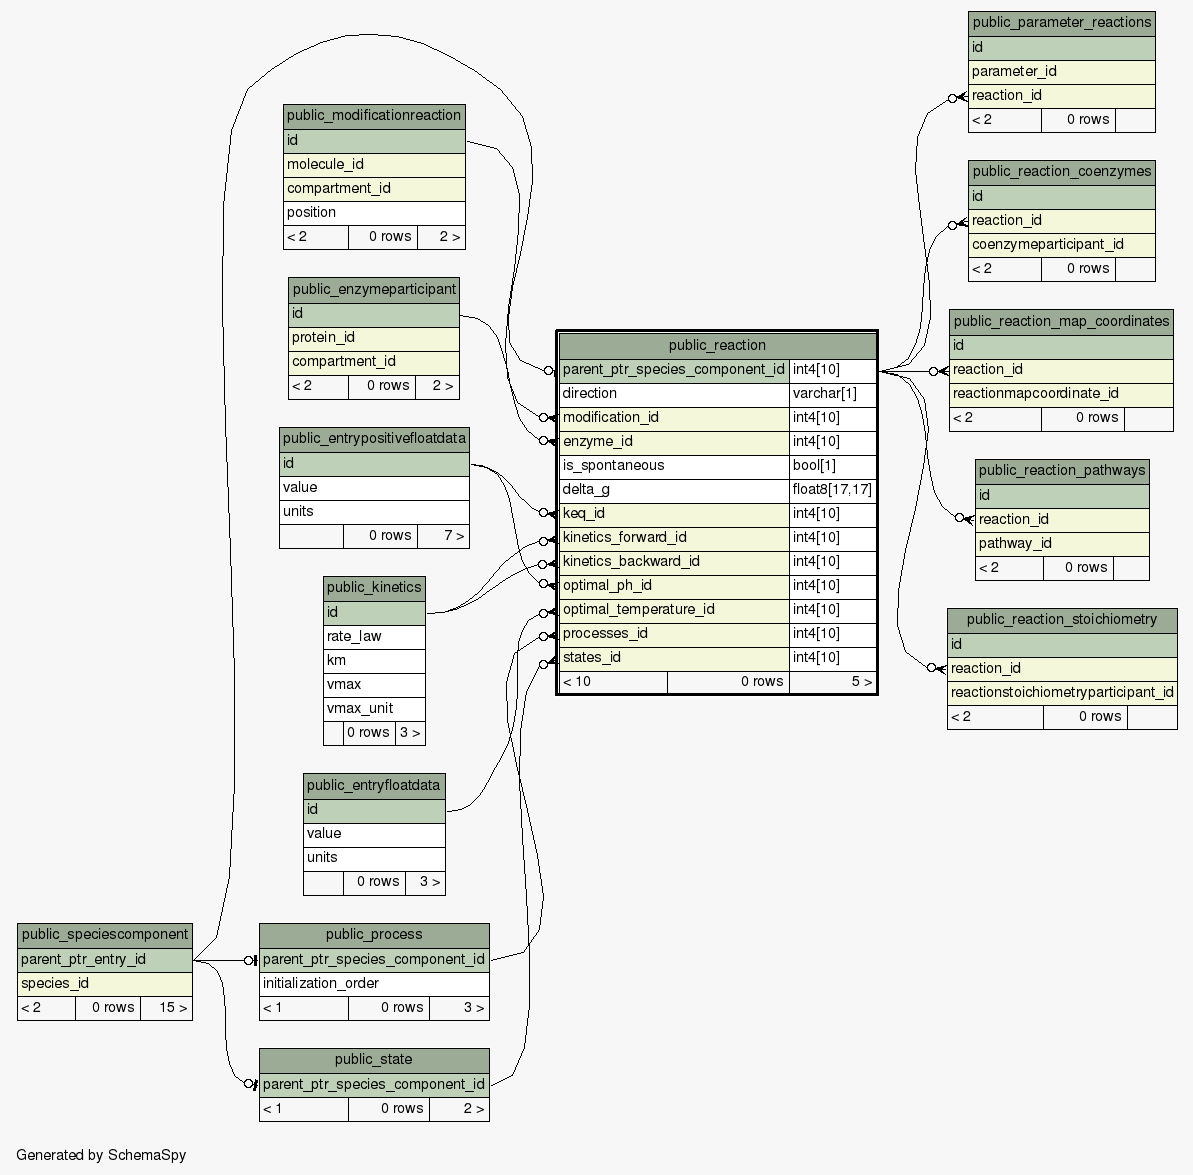 public_parameter_reactions
id
parameter_id
reaction_id
< 2 0 rows
public_modificationreaction
id
molecule_id
compartment_id
position
< 2 0 rows 2 >
public_reaction_coenzymes
id
reaction_id
coenzymeparticipant_id
< 2 0 rows
public_enzymeparticipant
id
protein_id
compartment_id
< 2 0 rows 2 >
public_reaction_map_coordinates
id
reaction_id
reactionmapcoordinate_id
< 2 0 rows
public_reaction
parent_ptr_species_component_id int4[10]
direction varchar[1]
modification_id int4[10]
enzyme_id int4[10]
is_spontaneous bool[1]
delta_g float8[17,17]
keq_id int4[10]
kinetics_forward_id int4[10]
kinetics_backward_id int4[10]
optimal_ph_id int4[10]
optimal_temperature_id int4[10]
processes_id int4[10]
states_id int4[10]
< 10 0 rows 5 >
public_entrypositivefloatdata
id
value
units
0 rows 7 >
public_reaction_pathways
id
reaction_id
pathway_id
< 2 0 rows
public_kinetics
id
rate_law
km
vmax
vmax_unit
0 rows 3 >
public_reaction_stoichiometry
id
reaction_id
reactionstoichiometryparticipant_id
< 2 0 rows
public_entryfloatdata
id
value
units
0 rows 3 >
public_speciescomponent
parent_ptr_entry_id
species_id
< 2 0 rows 15 >
public_process
parent_ptr_species_component_id
initialization_order
< 1 0 rows 3 >
public_state
parent_ptr_species_component_id
< 1 0 rows 2 >
Generated by SchemaSpy